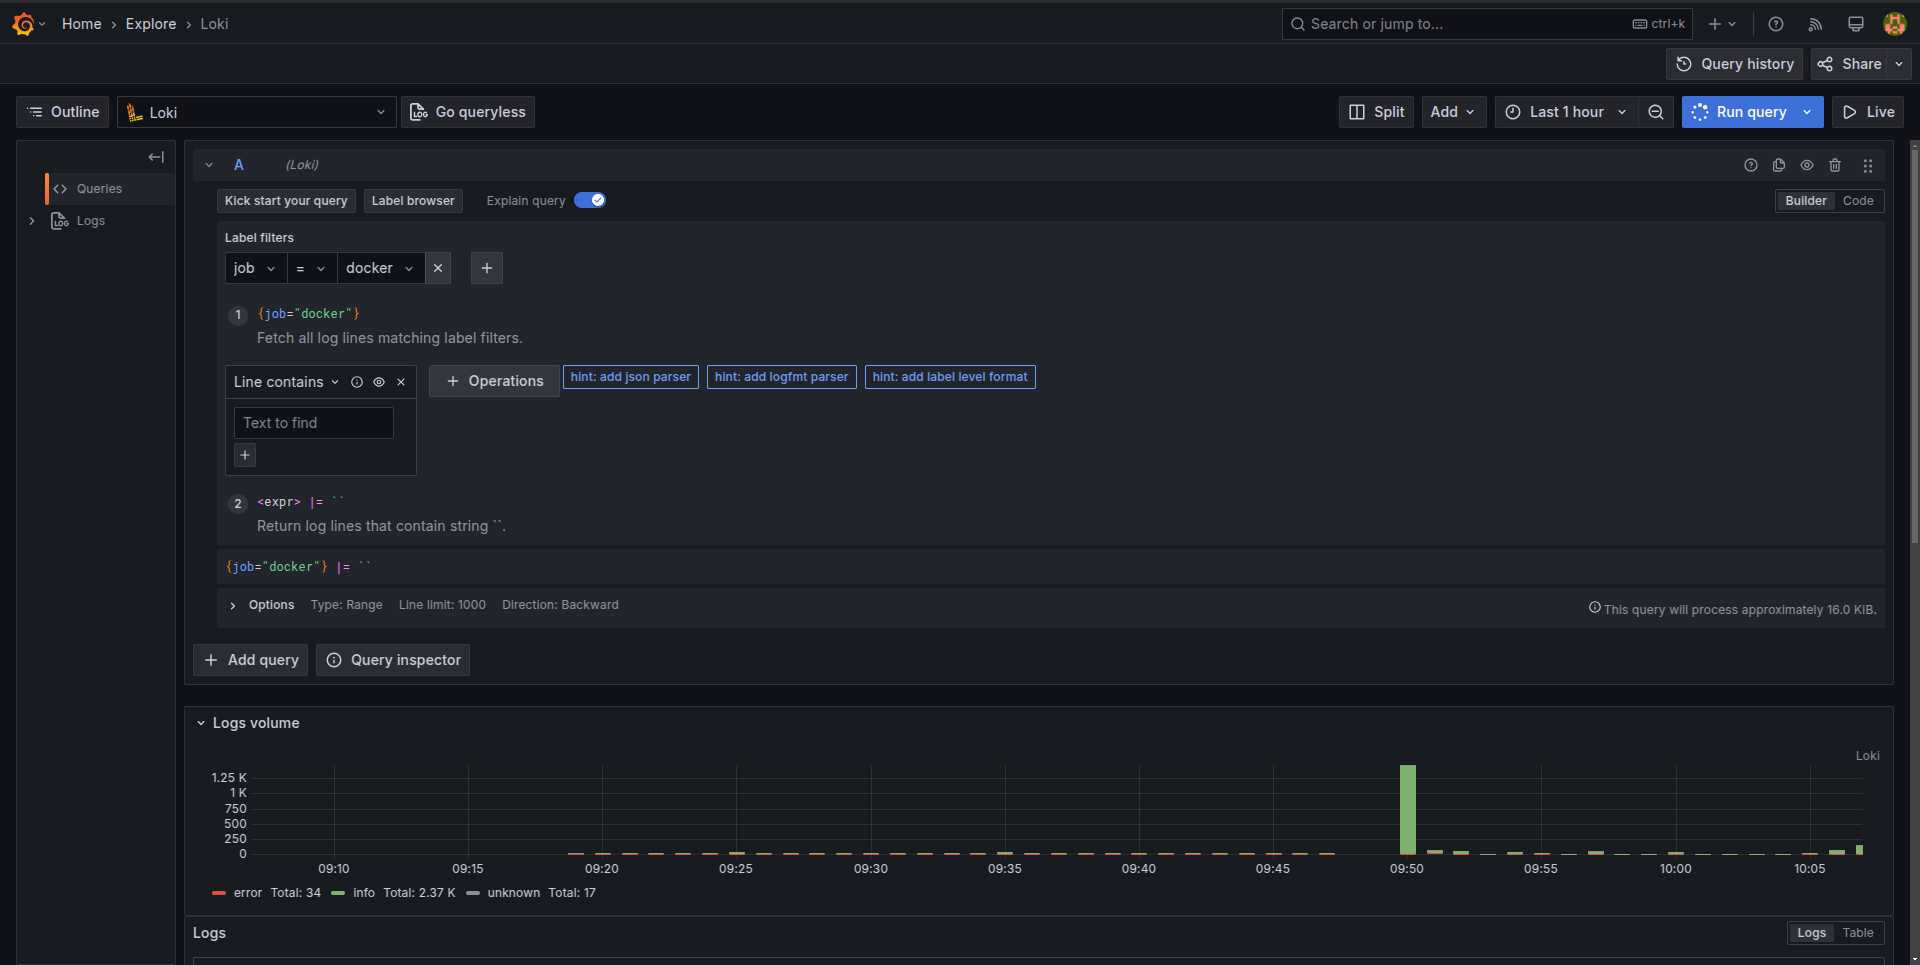 Home › Explore › Loki
Search or jump to...
ctrl+k
Query history
Share
Outline
Loki
Go queryless
Split
Add
Last 1 hour
Run query
Live
Queries
Logs
A
(Loki)
Kick start your query
Label browser
Explain query
Builder
Code
Label filters
job
=
docker
1
{job="docker"}
Fetch all log lines matching label filters.
Line contains
Operations
hint: add json parser
hint: add logfmt parser
hint: add label level format
Text to find
2
<expr> |= ``
Return log lines that contain string ``.
{job="docker"} |= ``
Options
Type: Range
Line limit: 1000
Direction: Backward
This query will process approximately 16.0 KiB.
Add query
Query inspector
Logs volume
Loki
1.25 K
1 K
750
500
250
0
09:10
09:15
09:20
09:25
09:30
09:35
09:40
09:45
09:50
09:55
10:00
10:05
error Total: 34
info Total: 2.37 K
unknown Total: 17
Logs
Logs
Table